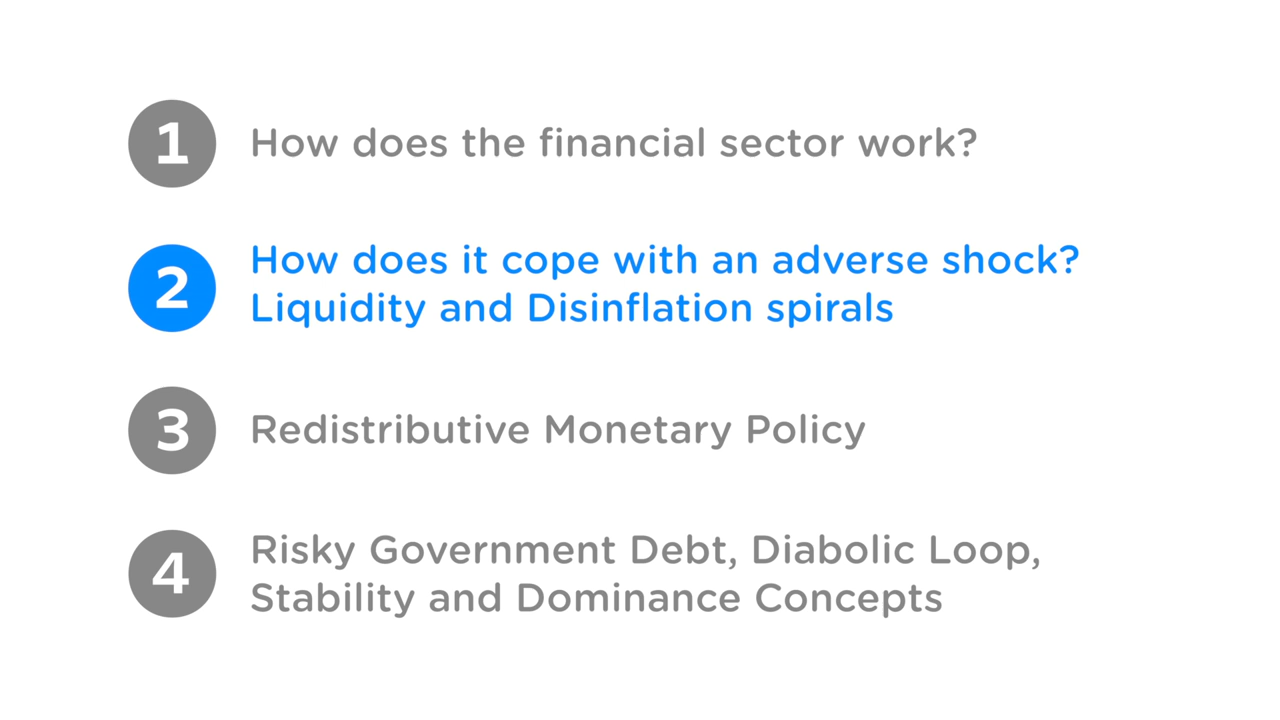 1 How does the financial sector work?
2 How does it cope with an adverse shock?
Liquidity and Disinflation spirals
3 Redistributive Monetary Policy
4 Risky Government Debt, Diabolic Loop,
Stability and Dominance Concepts